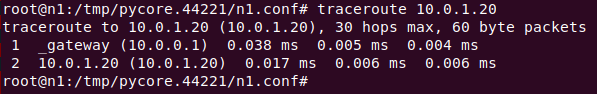 root@n1:/tmp/pycore.44221/n1.conf# traceroute 10.0.1.20
traceroute to 10.0.1.20 (10.0.1.20), 30 hops max, 60 byte packets
 1  _gateway (10.0.0.1)  0.038 ms  0.005 ms  0.004 ms
 2  10.0.1.20 (10.0.1.20)  0.017 ms  0.006 ms  0.006 ms
root@n1:/tmp/pycore.44221/n1.conf#